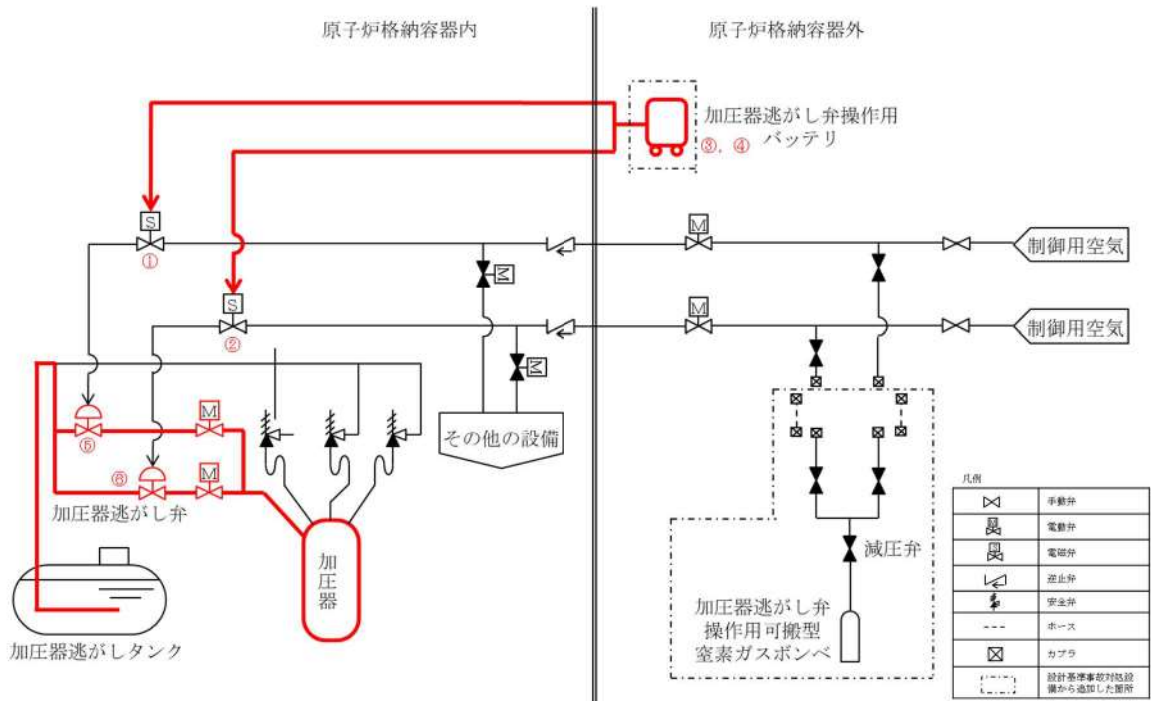 原子炉格納容器内
原子炉格納容器外
加圧器逃がし弁操作用
バッテリ
③, ④
S
①
M
制御用空気
M
S
②
M
制御用空気
M
⑤
M
⑥
M
加圧器逃がし弁
その他の設備
加圧器
加圧器逃がしタンク
減圧弁
加圧器逃がし弁
操作用可搬型
窒素ガスボンベ
凡例
手動弁
電動弁
電磁弁
逆止弁
安全弁
ホース
カプラ
設計基準事故対処設
備から追加した箇所